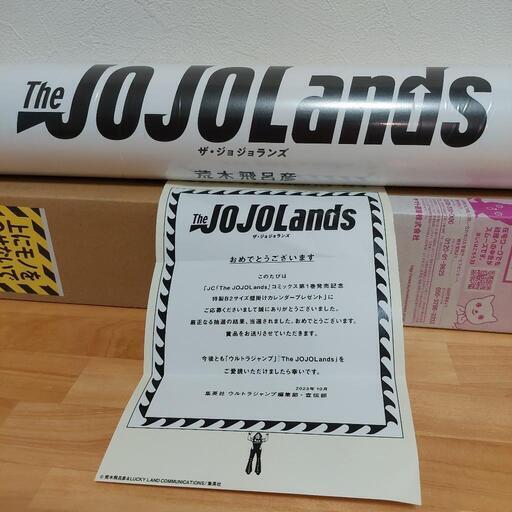 The JOJOLands
ザ・ジョジョランズ
荒木飛呂彦
上にモノを
The JOJOLands
ザ・ジョジョランズ
おめでとうございます
このたびは
「JC『The JOJOLands』コミックス第1巻発売記念
特製B2サイズ壁掛けカレンダープレゼント」に
ご応募くださいまして誠にありがとうございました。
厳正なる抽選の結果、当選されました。おめでとうございます。
賞品をお送りさせていただきます。
今後とも「ウルトラジャンプ」「The JOJOLands」を
ご愛読いただけましたら幸いです。
2023年10月
集英社 ウルトラジャンプ編集部・宣伝部
© 荒木飛呂彦&LUCKY LAND COMMUNICATIONS/集英社